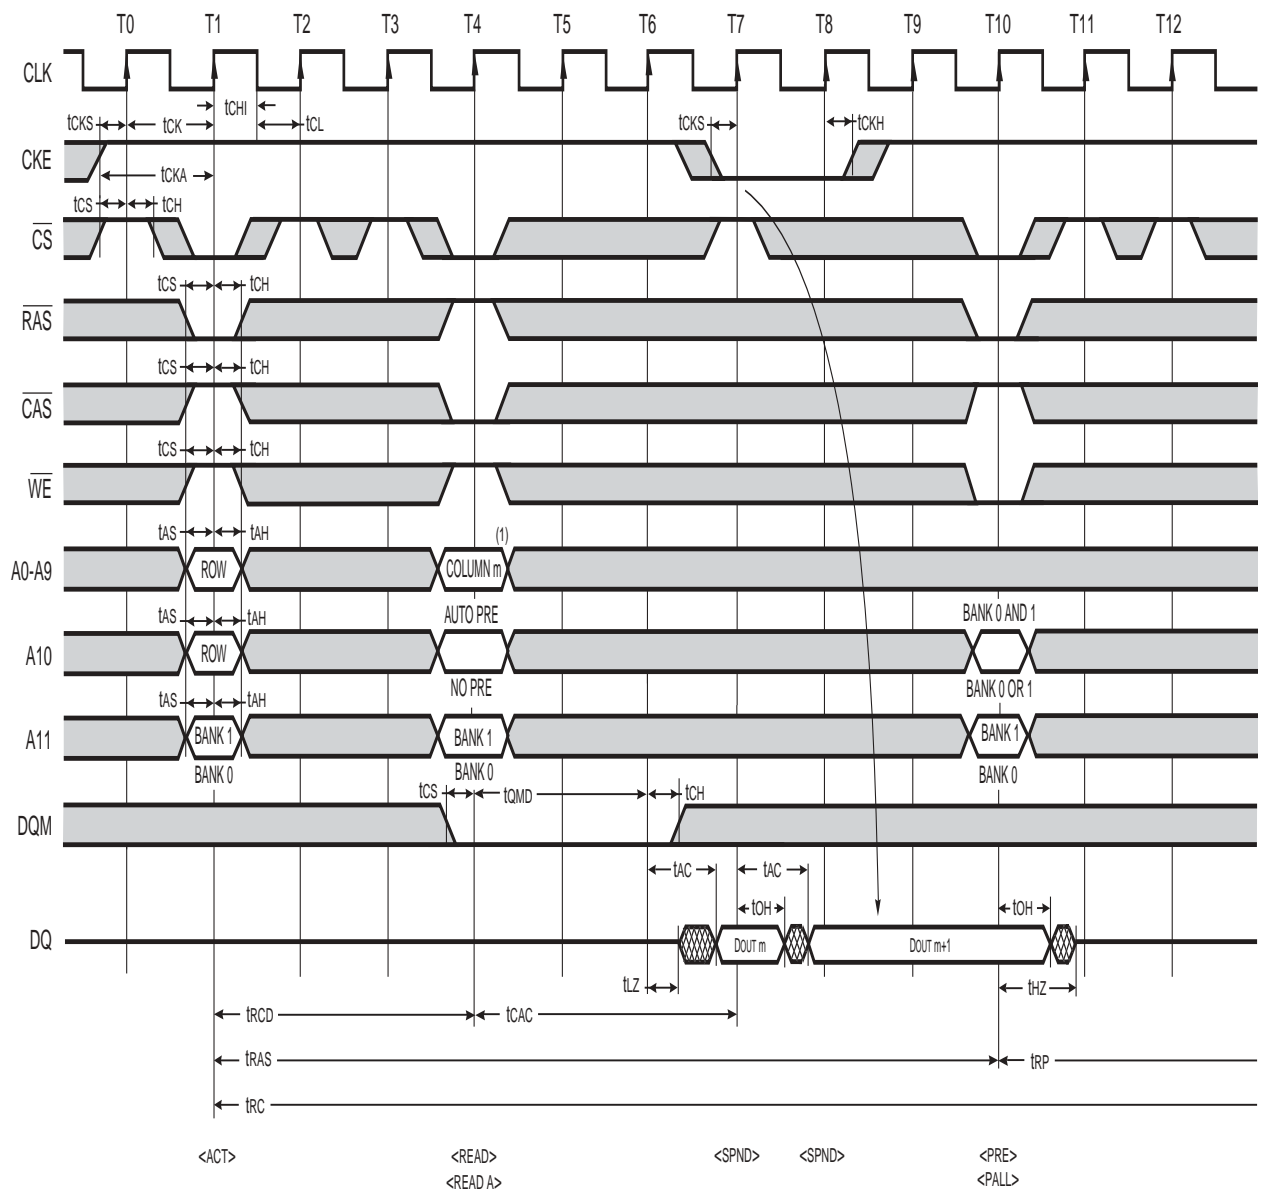 T0 T1 T2 T3 T4 T5 T6 T7 T8 T9 T10 T11 T12
CLK
tCHI
tCKS tCK tCL tCKS tCKH
CKE
tCKA
tCS tCH
CS
tCS tCH
RAS
tCS tCH
CAS
tCS tCH
WE
tAS tAH (1)
A0-A9 ROW COLUMN m
tAS tAH AUTO PRE BANK 0 AND 1
A10 ROW
NO PRE BANK 0 OR 1
tAS tAH
A11 BANK 1 BANK 1 BANK 1
BANK 0 BANK 0 BANK 0
tCS tQMD tCH
DQM
tAC tAC
tOH tOH
DQ DOUT m DOUT m+1
tLZ tHZ
tRCD tCAC
tRAS tRP
tRC
<ACT> <READ> <SPND> <SPND> <PRE>
<READ A> <PALL>